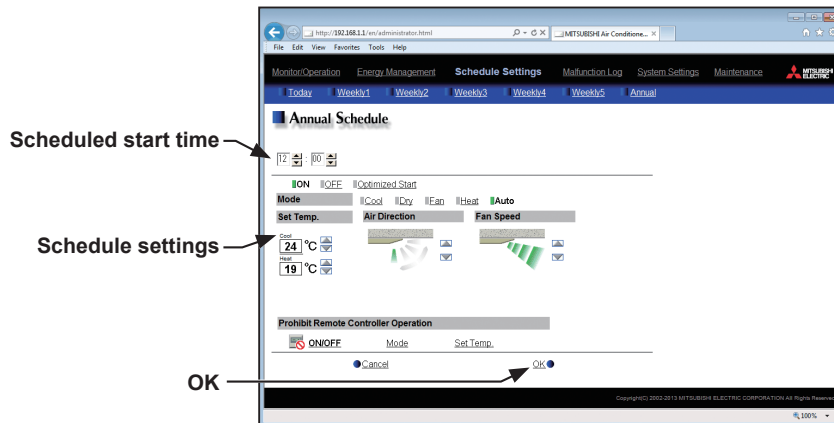 http://192.168.1.1/en/administrator.html
MITSUBISHI Air Conditione...
File Edit View Favorites Tools Help
Monitor/Operation Energy Management Schedule Settings Malfunction Log System Settings Maintenance MITSUBISHI ELECTRIC
Today Weekly1 Weekly2 Weekly3 Weekly4 Weekly5 Annual
Annual Schedule
Scheduled start time
12 : 00
ON OFF Optimized Start
Mode Cool Dry Fan Heat Auto
Set Temp. Air Direction Fan Speed
Schedule settings
Cool
24 °C
Heat
19 °C
Prohibit Remote Controller Operation
ON/OFF Mode Set Temp.
Cancel OK
OK
Copyright(C) 2002-2013 MITSUBISHI ELECTRIC CORPORATION All Rights Reserved
100%